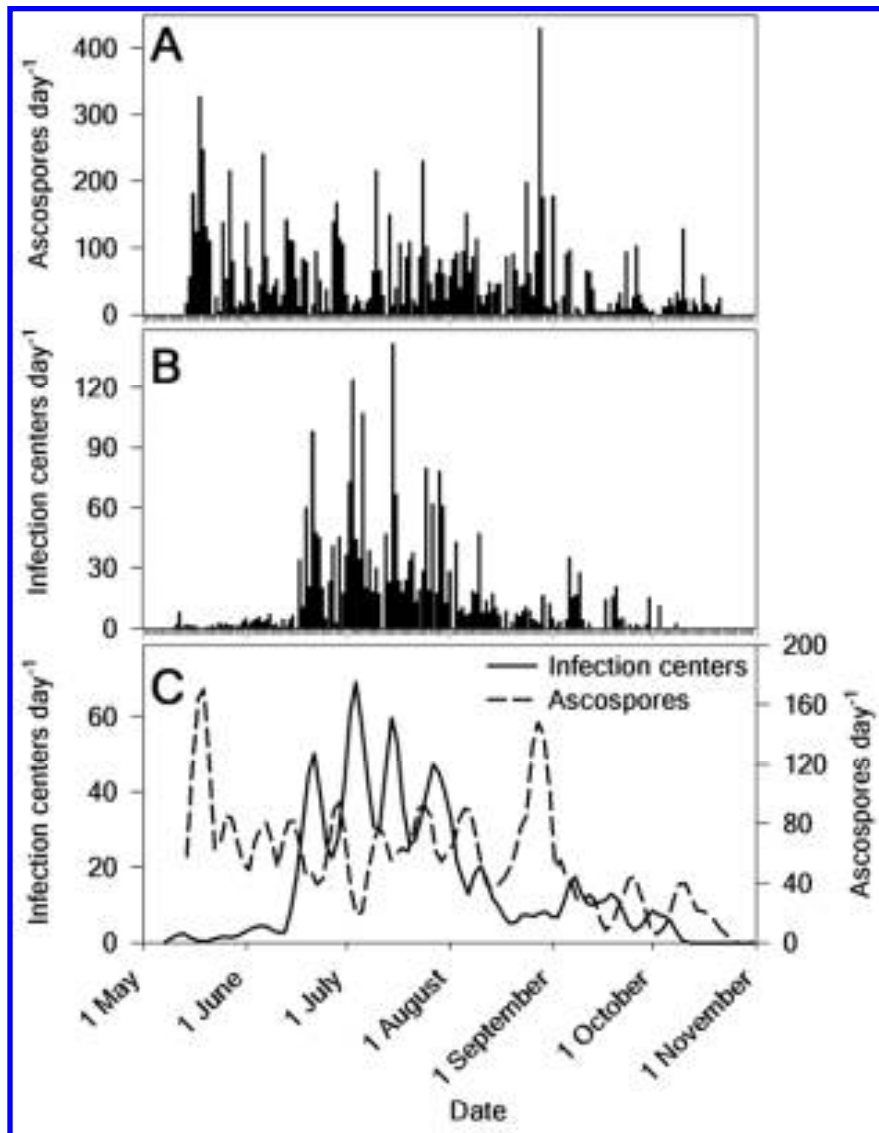 A
Ascospores day-1
400
300
200
100
0
B
Infection centers day-1
120
90
60
30
0
C
Infection centers day-1
60
40
20
0
Infection centers
Ascospores
200
160
120
80
40
0
Ascospores day-1
1 May
1 June
1 July
1 August
1 September
1 October
1 November
Date